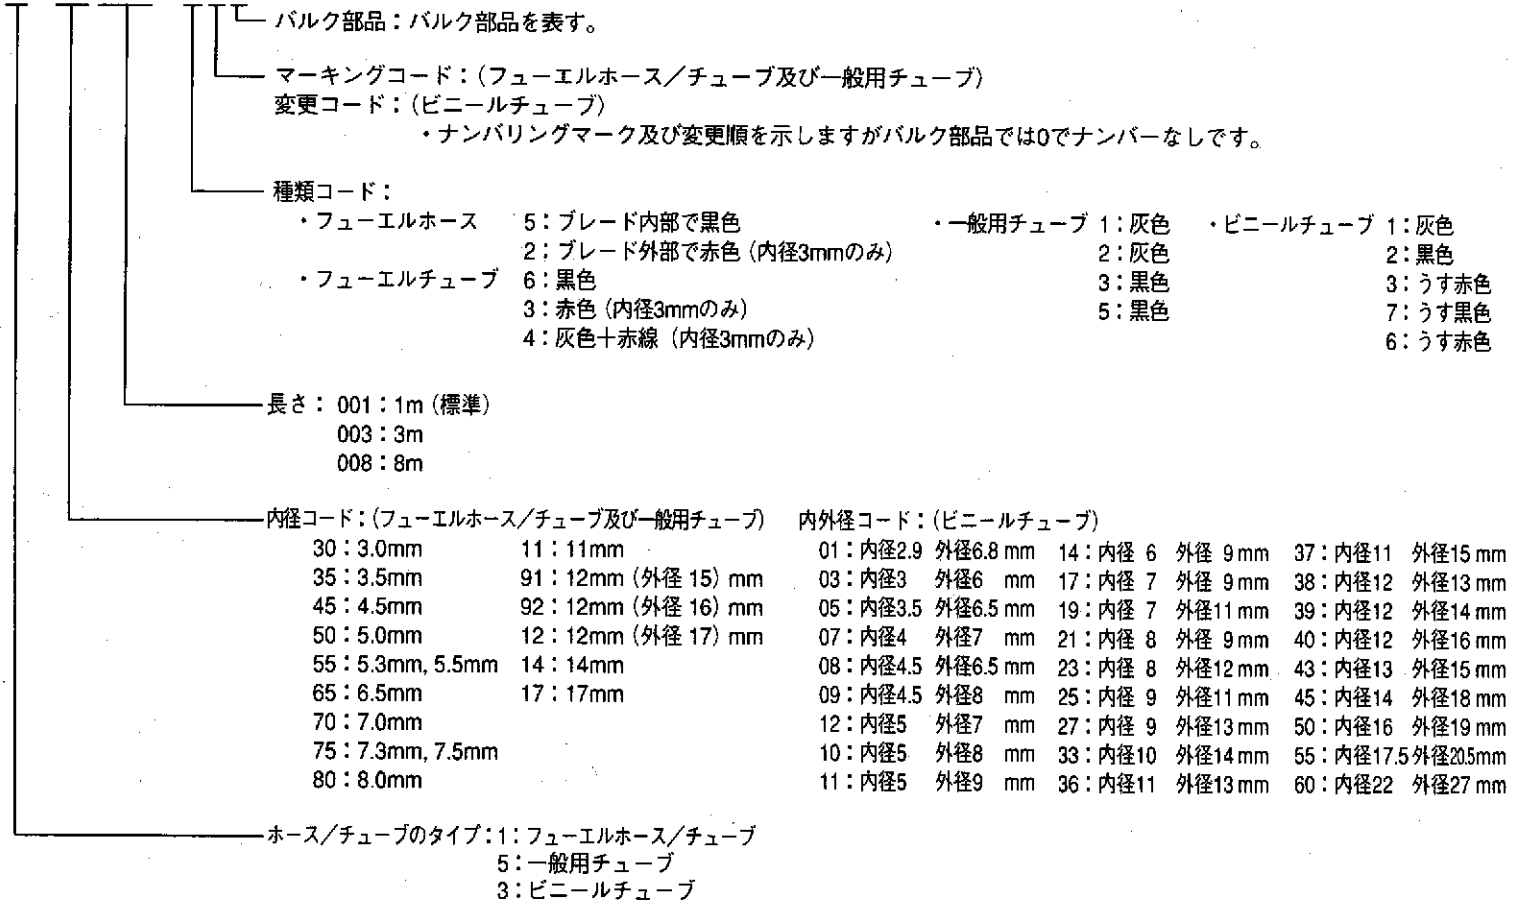 バルク部品：バルク部品を表す。
マーキングコード：(フューエルホース／チューブ及び一般用チューブ)
変更コード：(ビニールチューブ)
・ナンバリングマーク及び変更順を示しますがバルク部品では0でナンバーなしです。
種類コード：
・フューエルホース 5：ブレード内部で黒色 ・一般用チューブ 1：灰色 ・ビニールチューブ 1：灰色
2：ブレード外部で赤色 (内径3mmのみ) 2：灰色 2：黒色
・フューエルチューブ 6：黒色 3：黒色 3：うす赤色
3：赤色 (内径3mmのみ) 5：黒色 7：うす黒色
4：灰色＋赤線 (内径3mmのみ) 6：うす赤色
長さ：001：1m (標準)
003：3m
008：8m
内径コード：(フューエルホース／チューブ及び一般用チューブ) 内外径コード：(ビニールチューブ)
30：3.0mm 11：11mm 01：内径2.9 外径6.8 mm 14：内径 6 外径 9 mm 37：内径11 外径15 mm
35：3.5mm 91：12mm (外径 15) mm 03：内径3 外径6 mm 17：内径 7 外径 9 mm 38：内径12 外径13 mm
45：4.5mm 92：12mm (外径 16) mm 05：内径3.5 外径6.5 mm 19：内径 7 外径11 mm 39：内径12 外径14 mm
50：5.0mm 12：12mm (外径 17) mm 07：内径4 外径7 mm 21：内径 8 外径 9 mm 40：内径12 外径16 mm
55：5.3mm, 5.5mm 14：14mm 08：内径4.5 外径6.5 mm 23：内径 8 外径12 mm 43：内径13 外径15 mm
65：6.5mm 17：17mm 09：内径4.5 外径8 mm 25：内径 9 外径11 mm 45：内径14 外径18 mm
70：7.0mm 12：内径5 外径7 mm 27：内径 9 外径13 mm 50：内径16 外径19 mm
75：7.3mm, 7.5mm 10：内径5 外径8 mm 33：内径10 外径14 mm 55：内径17.5 外径20.5mm
80：8.0mm 11：内径5 外径9 mm 36：内径11 外径13 mm 60：内径22 外径27 mm
ホース／チューブのタイプ：1：フューエルホース／チューブ
5：一般用チューブ
3：ビニールチューブ